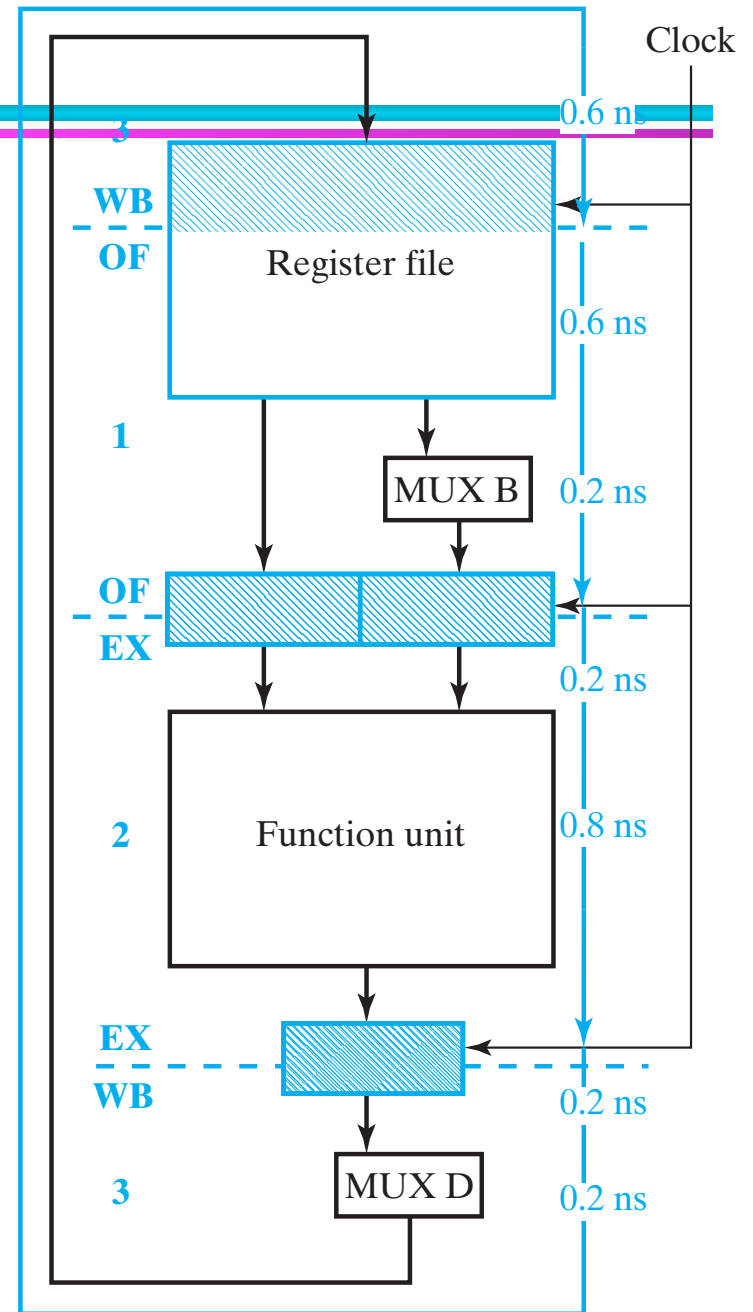 Clock
0.6 ns
3
WB
OF
Register file
0.6 ns
1
MUX B
0.2 ns
OF
EX
0.2 ns
2
Function unit
0.8 ns
EX
WB
0.2 ns
3
MUX D
0.2 ns